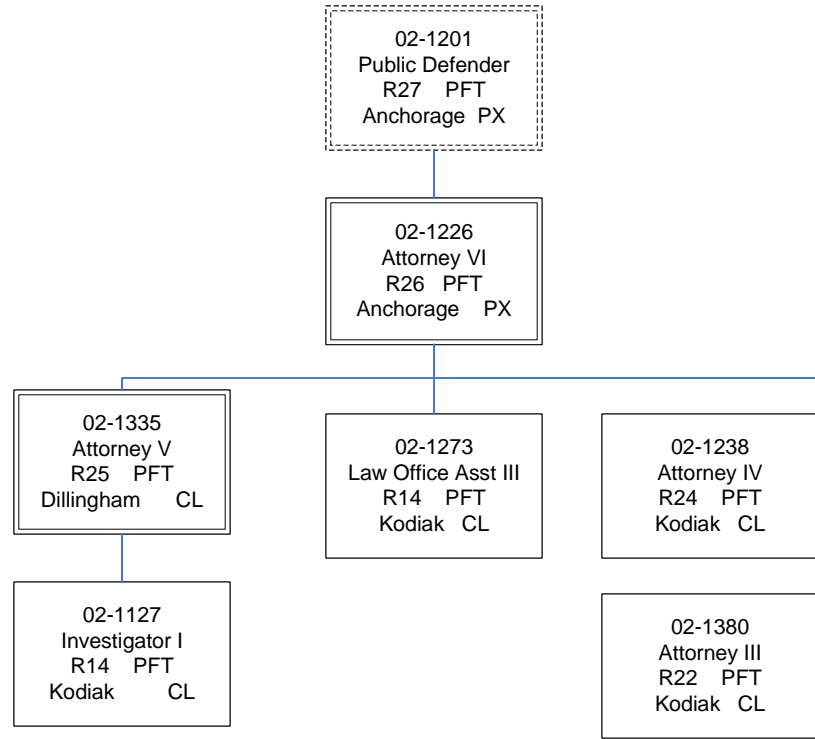 02-1201
Public Defender
R27 PFT
Anchorage PX
02-1226
Attorney VI
R26 PFT
Anchorage PX
02-1335
Attorney V
R25 PFT
Dillingham CL
02-1273
Law Office Asst III
R14 PFT
Kodiak CL
02-1238
Attorney IV
R24 PFT
Kodiak CL
02-1127
Investigator I
R14 PFT
Kodiak CL
02-1380
Attorney III
R22 PFT
Kodiak CL